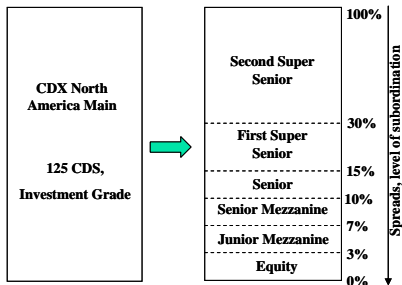 CDX North
America Main
125 CDS,
Investment Grade
100%
Second Super
Senior
30%
First Super
Senior
15%
Senior
10%
Senior Mezzanine
7%
Junior Mezzanine
3%
Equity
0%
Spreads, level of subordination